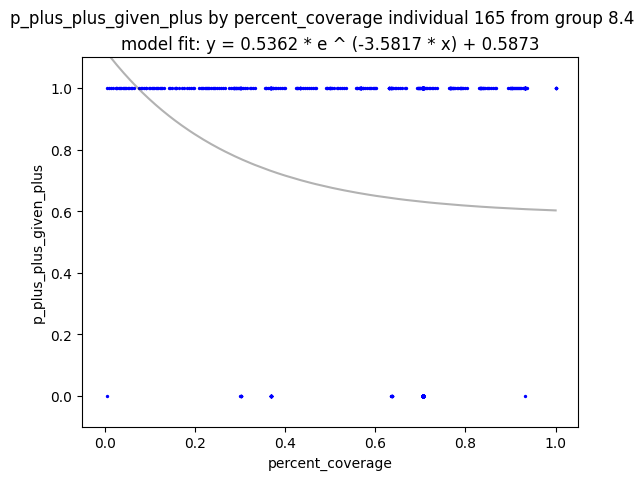 p_plus_plus_given_plus by percent_coverage individual 165 from group 8.4
model fit: y = 0.5362 * e ^ (-3.5817 * x) + 0.5873
1.0
0.8
0.6
0.4
0.2
0.0
p_plus_plus_given_plus
0.0 0.2 0.4 0.6 0.8 1.0
percent_coverage